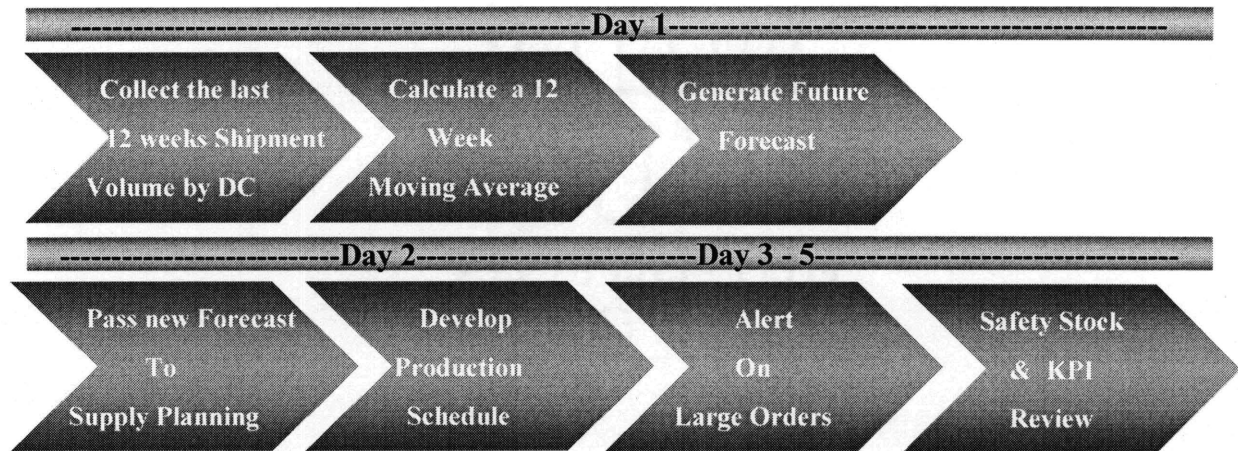 Day 1
Collect the last
12 weeks Shipment
Volume by DC
Calculate a 12
Week
Moving Average
Generate Future
Forecast
Day 2
Day 3 - 5
Pass new Forecast
To
Supply Planning
Develop
Production
Schedule
Alert
On
Large Orders
Safety Stock
& KPI
Review